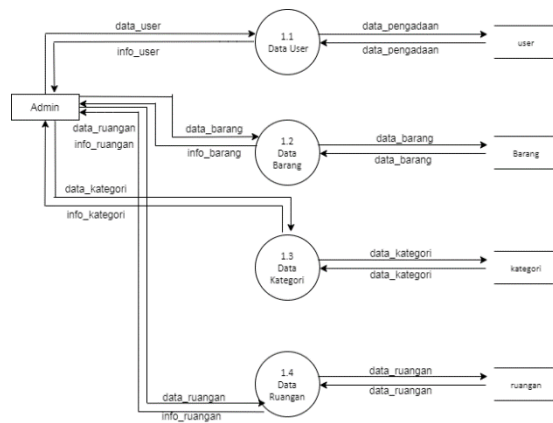 data_user
info_user
1.1
Data User
data_pengadaan
data_pengadaan
user
Admin
data_ruangan
info_ruangan
data_barang
info_barang
1.2
Data
Barang
data_barang
data_barang
Barang
data_kategori
info_kategori
1.3
Data
Kategori
data_kategori
data_kategori
kategori
data_ruangan
info_ruangan
1.4
Data
Ruangan
data_ruangan
data_ruangan
ruangan